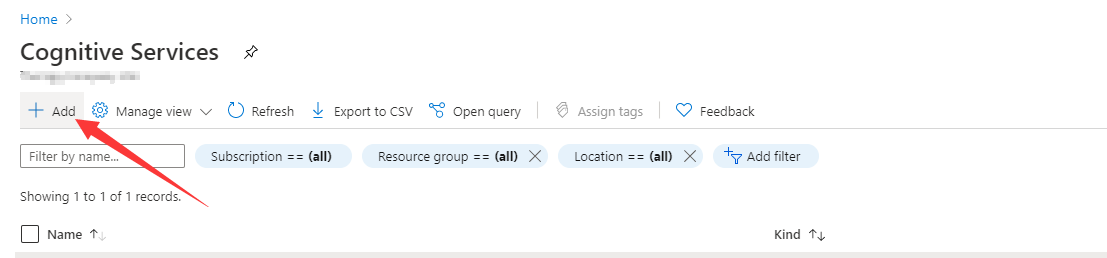 Home
Cognitive Services
Add Manage view Refresh Export to CSV Open query Assign tags Feedback
Filter by name... Subscription == (all) Resource group == (all) Location == (all) Add filter
Showing 1 to 1 of 1 records.
Name Kind